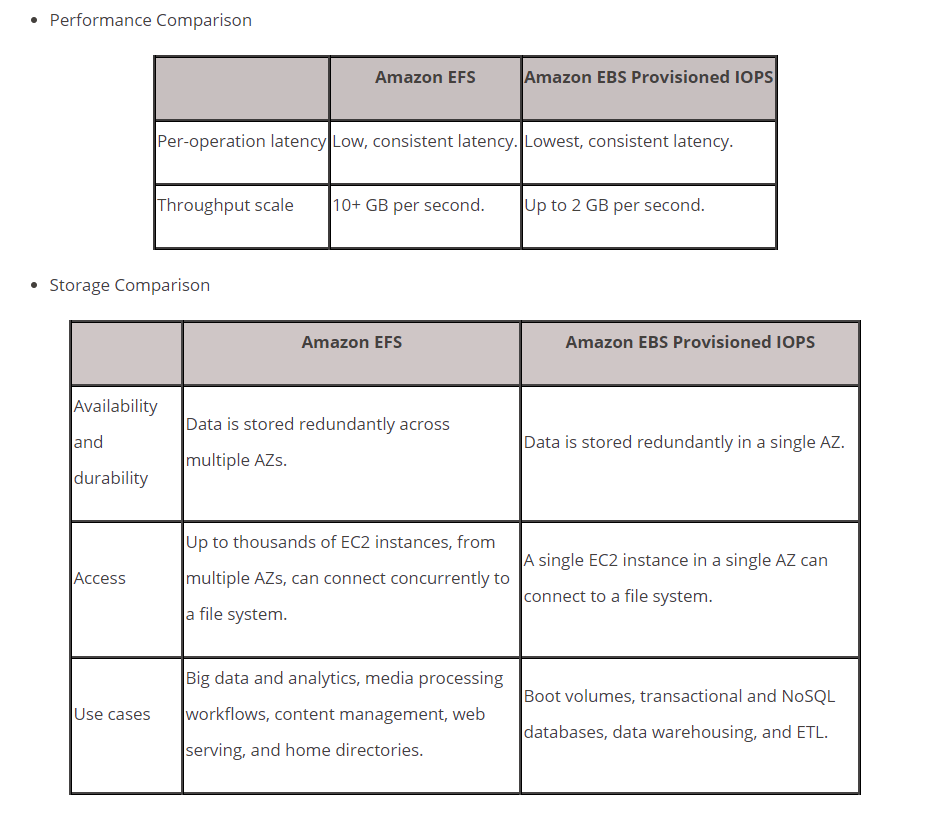 Performance Comparison
Amazon EFS
Amazon EBS Provisioned IOPS
Per-operation latency
Low, consistent latency.
Lowest, consistent latency.
Throughput scale
10+ GB per second.
Up to 2 GB per second.
Storage Comparison
Amazon EFS
Amazon EBS Provisioned IOPS
Availability
and
durability
Data is stored redundantly across
multiple AZs.
Data is stored redundantly in a single AZ.
Access
Up to thousands of EC2 instances, from
multiple AZs, can connect concurrently to
a file system.
A single EC2 instance in a single AZ can
connect to a file system.
Use cases
Big data and analytics, media processing
workflows, content management, web
serving, and home directories.
Boot volumes, transactional and NoSQL
databases, data warehousing, and ETL.